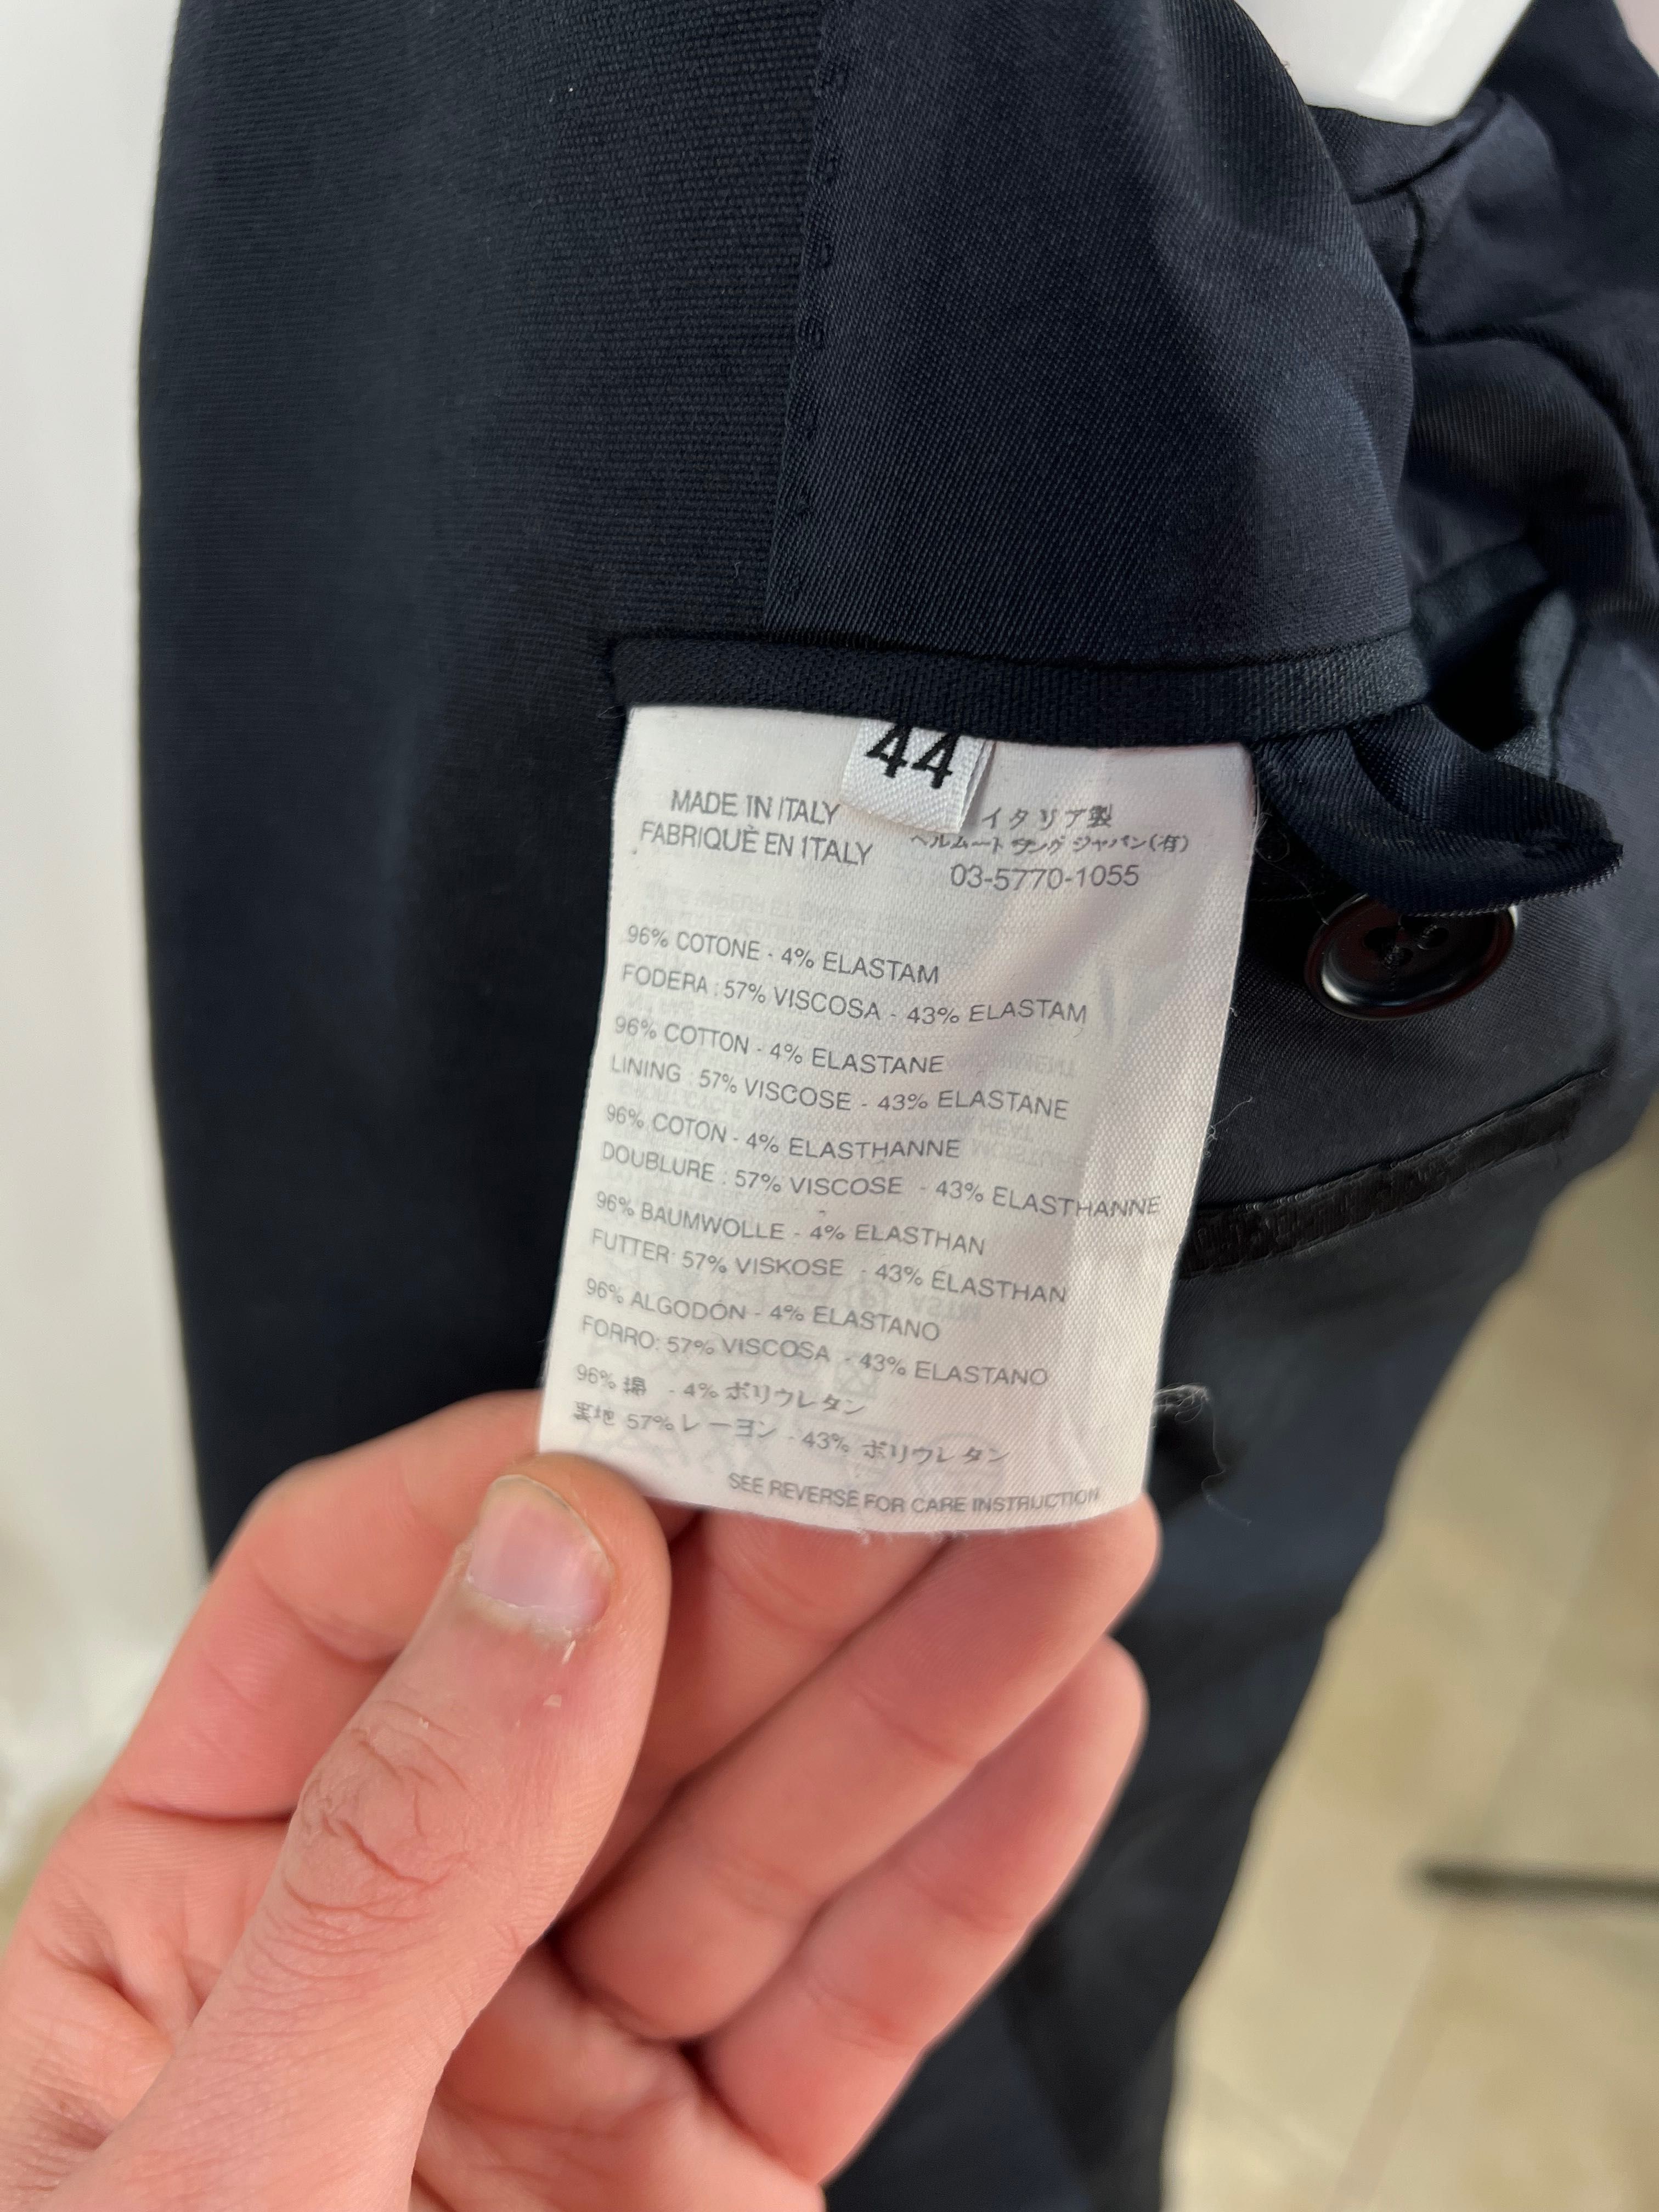 44
MADE IN ITALY
FABRIQUÈ EN ITALY
イタリア製
ヘルムート ラング ジャパン(有)
03-5770-1055
96% COTONE - 4% ELASTAM
FODERA : 57% VISCOSA - 43% ELASTAM
96% COTTON - 4% ELASTANE
LINING : 57% VISCOSE - 43% ELASTANE
96% COTON - 4% ELASTHANNE
DOUBLURE : 57% VISCOSE - 43% ELASTHANNE
96% BAUMWOLLE - 4% ELASTHAN
FUTTER: 57% VISKOSE - 43% ELASTHAN
96% ALGODÓN - 4% ELASTANO
FORRO: 57% VISCOSA - 43% ELASTANO
96% 綿 - 4% ポリウレタン
裏地 57% レーヨン - 43% ポリウレタン
SEE REVERSE FOR CARE INSTRUCTION